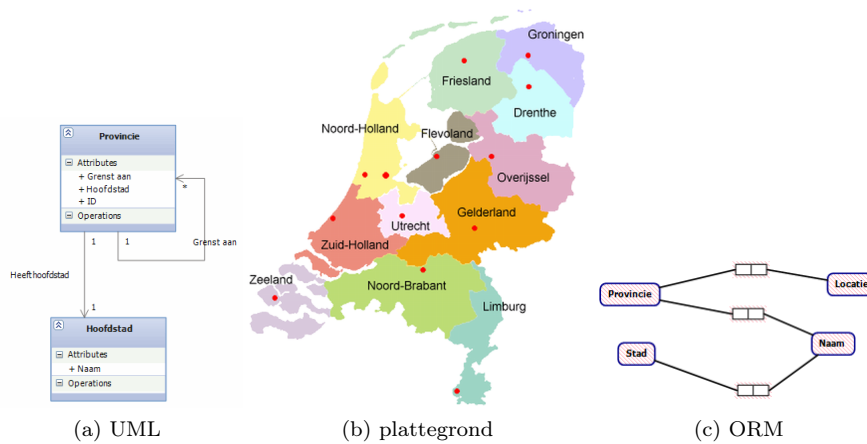 Provincie
Attributes
+ Grenst aan
+ Hoofdstad
+ ID
Operations
*
1
1
Grenst aan
Heeft hoofdstad
1
Hoofdstad
Attributes
+ Naam
Operations
(a) UML
Groningen
Friesland
Drenthe
Noord-Holland
Flevoland
Overijssel
Gelderland
Utrecht
Zuid-Holland
Zeeland
Noord-Brabant
Limburg
(b) plattegrond
Provincie
Locatie
Stad
Naam
(c) ORM